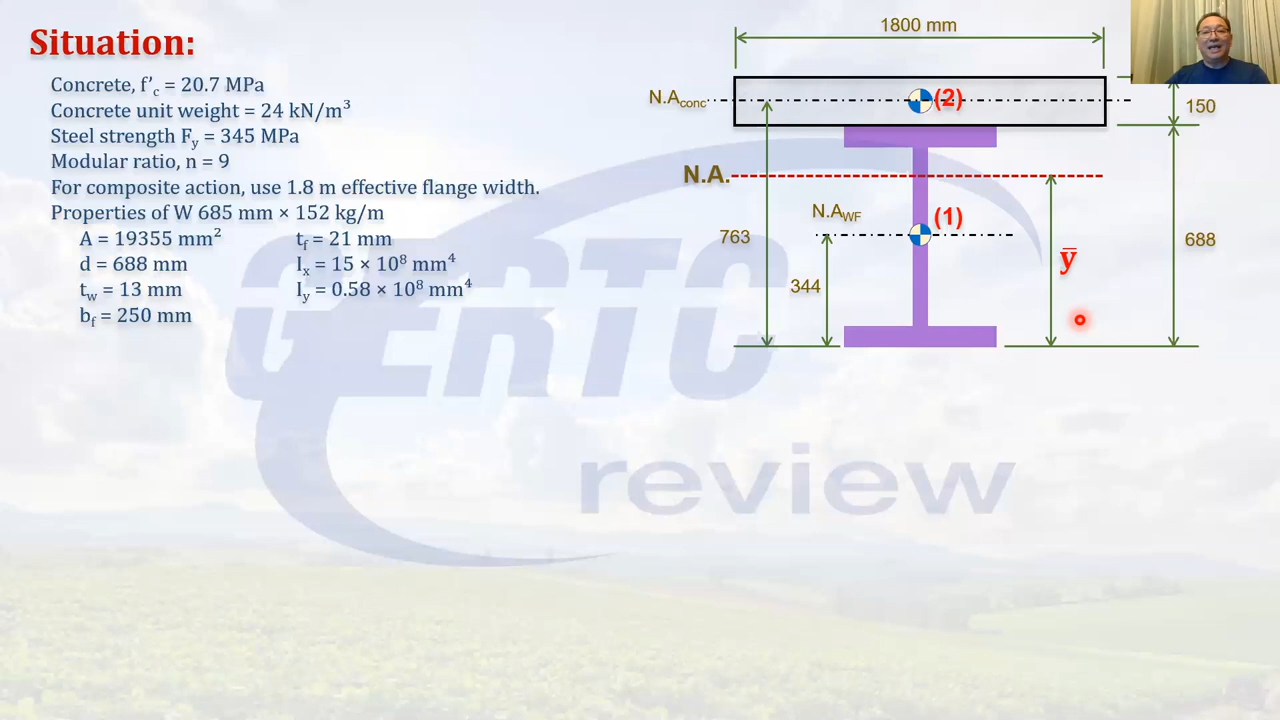 Situation:
Concrete, f'c = 20.7 MPa
Concrete unit weight = 24 kN/m³
Steel strength Fy = 345 MPa
Modular ratio, n = 9
For composite action, use 1.8 m effective flange width.
Properties of W 685 mm × 152 kg/m
A = 19355 mm² tf = 21 mm
d = 688 mm Ix = 15 × 10⁸ mm⁴
tw = 13 mm Iy = 0.58 × 10⁸ mm⁴
bf = 250 mm
1800 mm
N.Aconc
(2)
150
N.A.
N.AWF
(1)
763
344
ȳ
688
GERTC
review